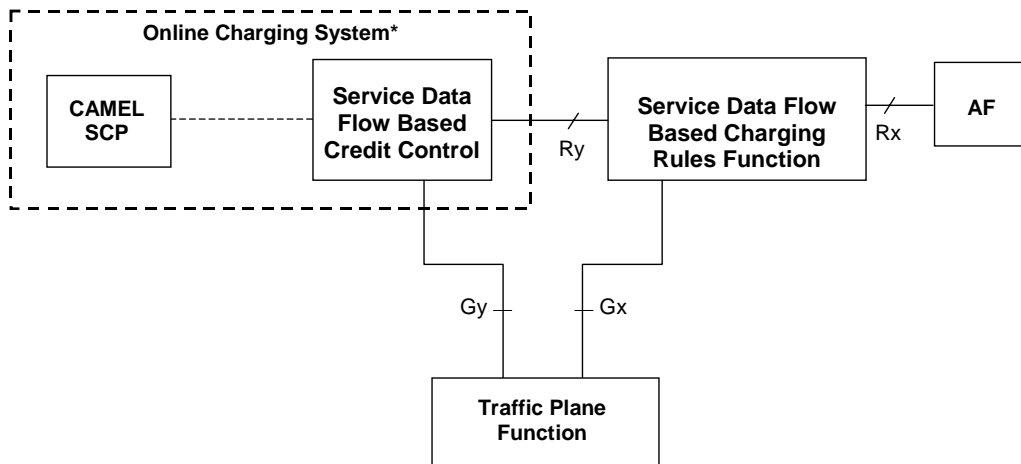 Online Charging System*
CAMEL
SCP
Service Data
Flow Based
Credit Control
Ry
Service Data Flow
Based Charging
Rules Function
Rx
AF
Gy
Gx
Traffic Plane
Function